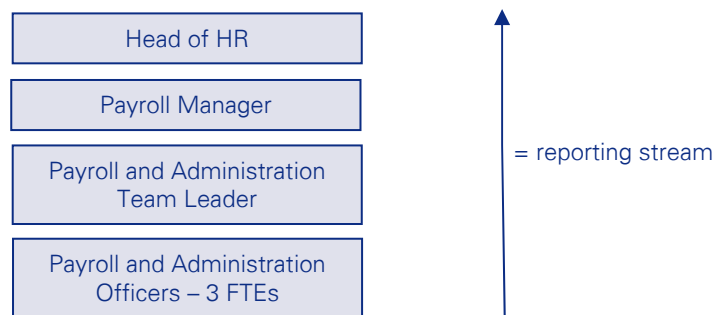 Head of HR
Payroll Manager
= reporting stream
Payroll and Administration
Team Leader
Payroll and Administration
Officers – 3 FTEs